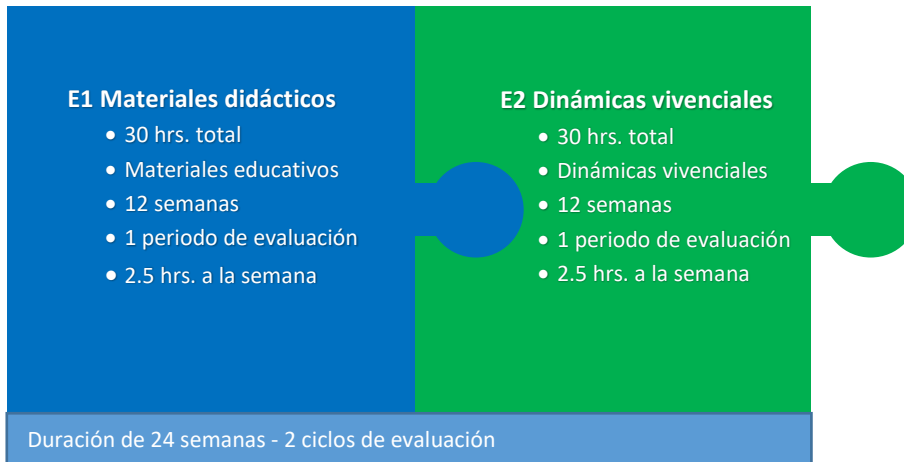 E1 Materiales didácticos
• 30 hrs. total
• Materiales educativos
• 12 semanas
• 1 periodo de evaluación
• 2.5 hrs. a la semana
E2 Dinámicas vivenciales
• 30 hrs. total
• Dinámicas vivenciales
• 12 semanas
• 1 periodo de evaluación
• 2.5 hrs. a la semana
Duración de 24 semanas - 2 ciclos de evaluación